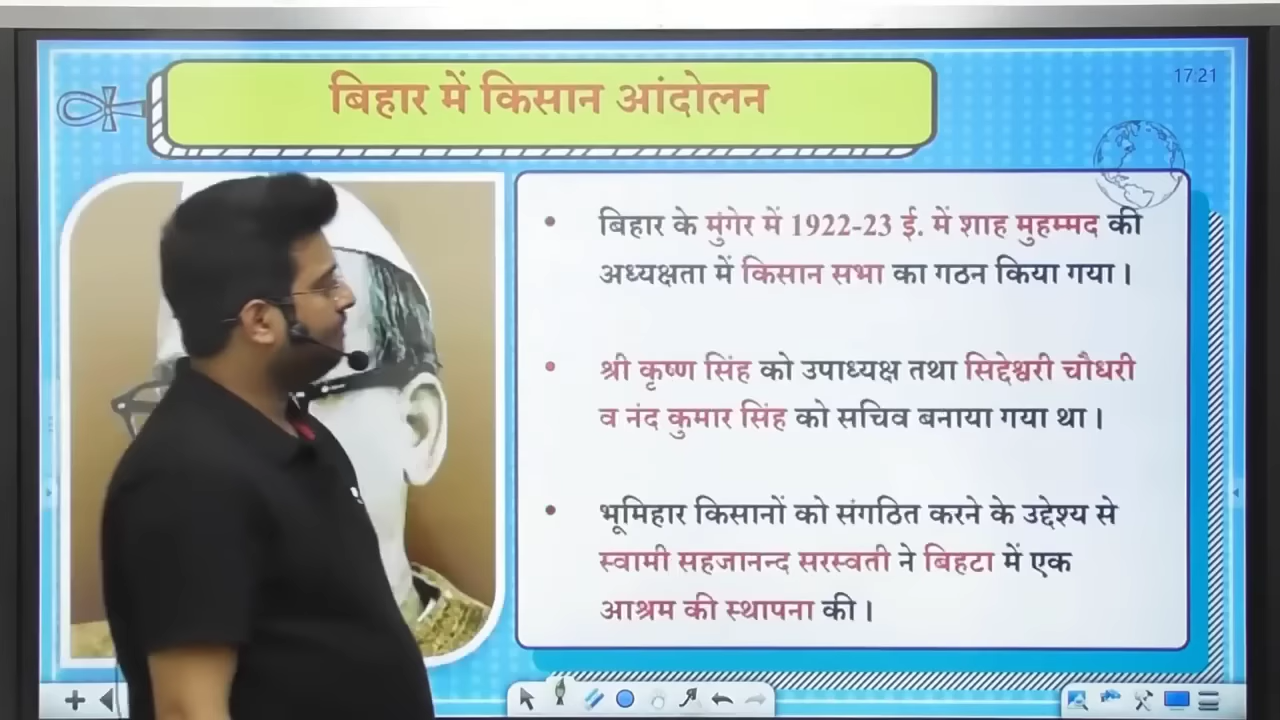 बिहार में किसान आंदोलन
17:21
• बिहार के मुंगेर में 1922-23 ई. में शाह मुहम्मद की
अध्यक्षता में किसान सभा का गठन किया गया।
• श्री कृष्ण सिंह को उपाध्यक्ष तथा सिद्देश्वरी चौधरी
व नंद कुमार सिंह को सचिव बनाया गया था।
• भूमिहार किसानों को संगठित करने के उद्देश्य से
स्वामी सहजानन्द सरस्वती ने बिहटा में एक
आश्रम की स्थापना की।